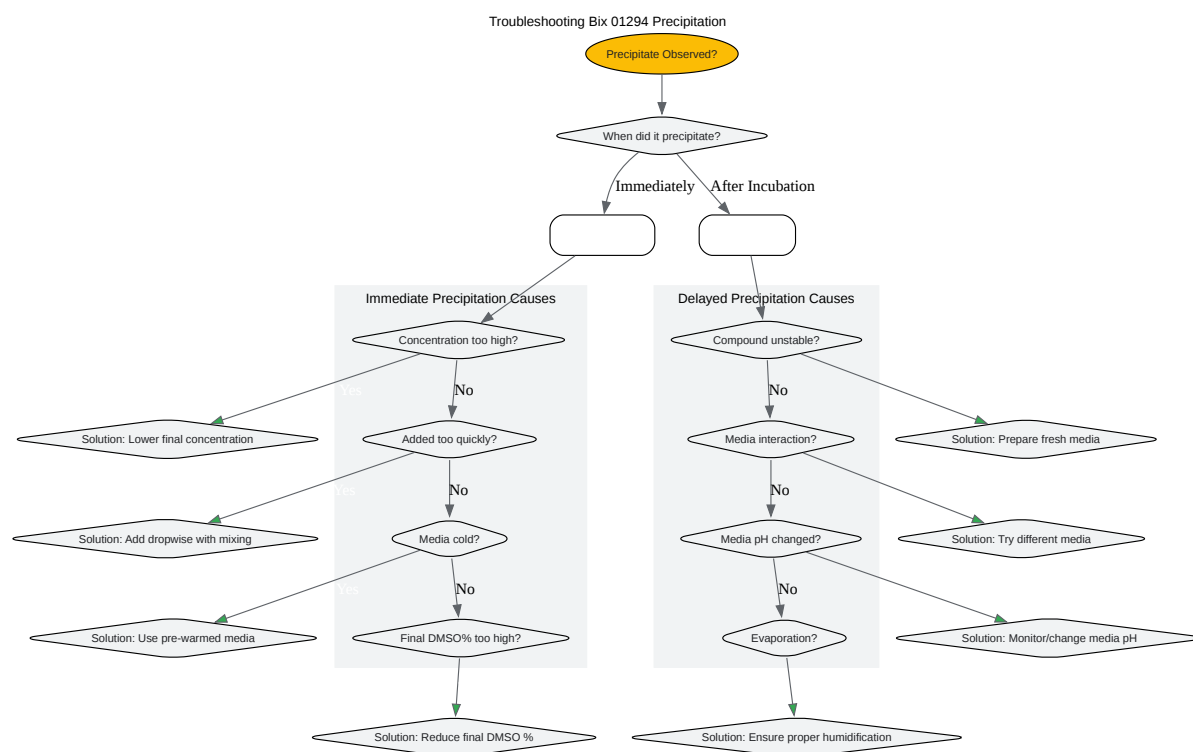 Troubleshooting Bix 01294 Precipitation
Precipitate Observed?
When did it precipitate?
Immediately
After Incubation
Immediate Precipitation Causes
Delayed Precipitation Causes
Concentration too high?
Compound unstable?
Yes
No
No
Solution: Lower final concentration
Added too quickly?
Media interaction?
Solution: Prepare fresh media
Yes
No
No
Solution: Add dropwise with mixing
Media cold?
Media pH changed?
Solution: Try different media
Yes
No
No
Solution: Use pre-warmed media
Final DMSO% too high?
Evaporation?
Solution: Monitor/change media pH
Solution: Reduce final DMSO %
Solution: Ensure proper humidification